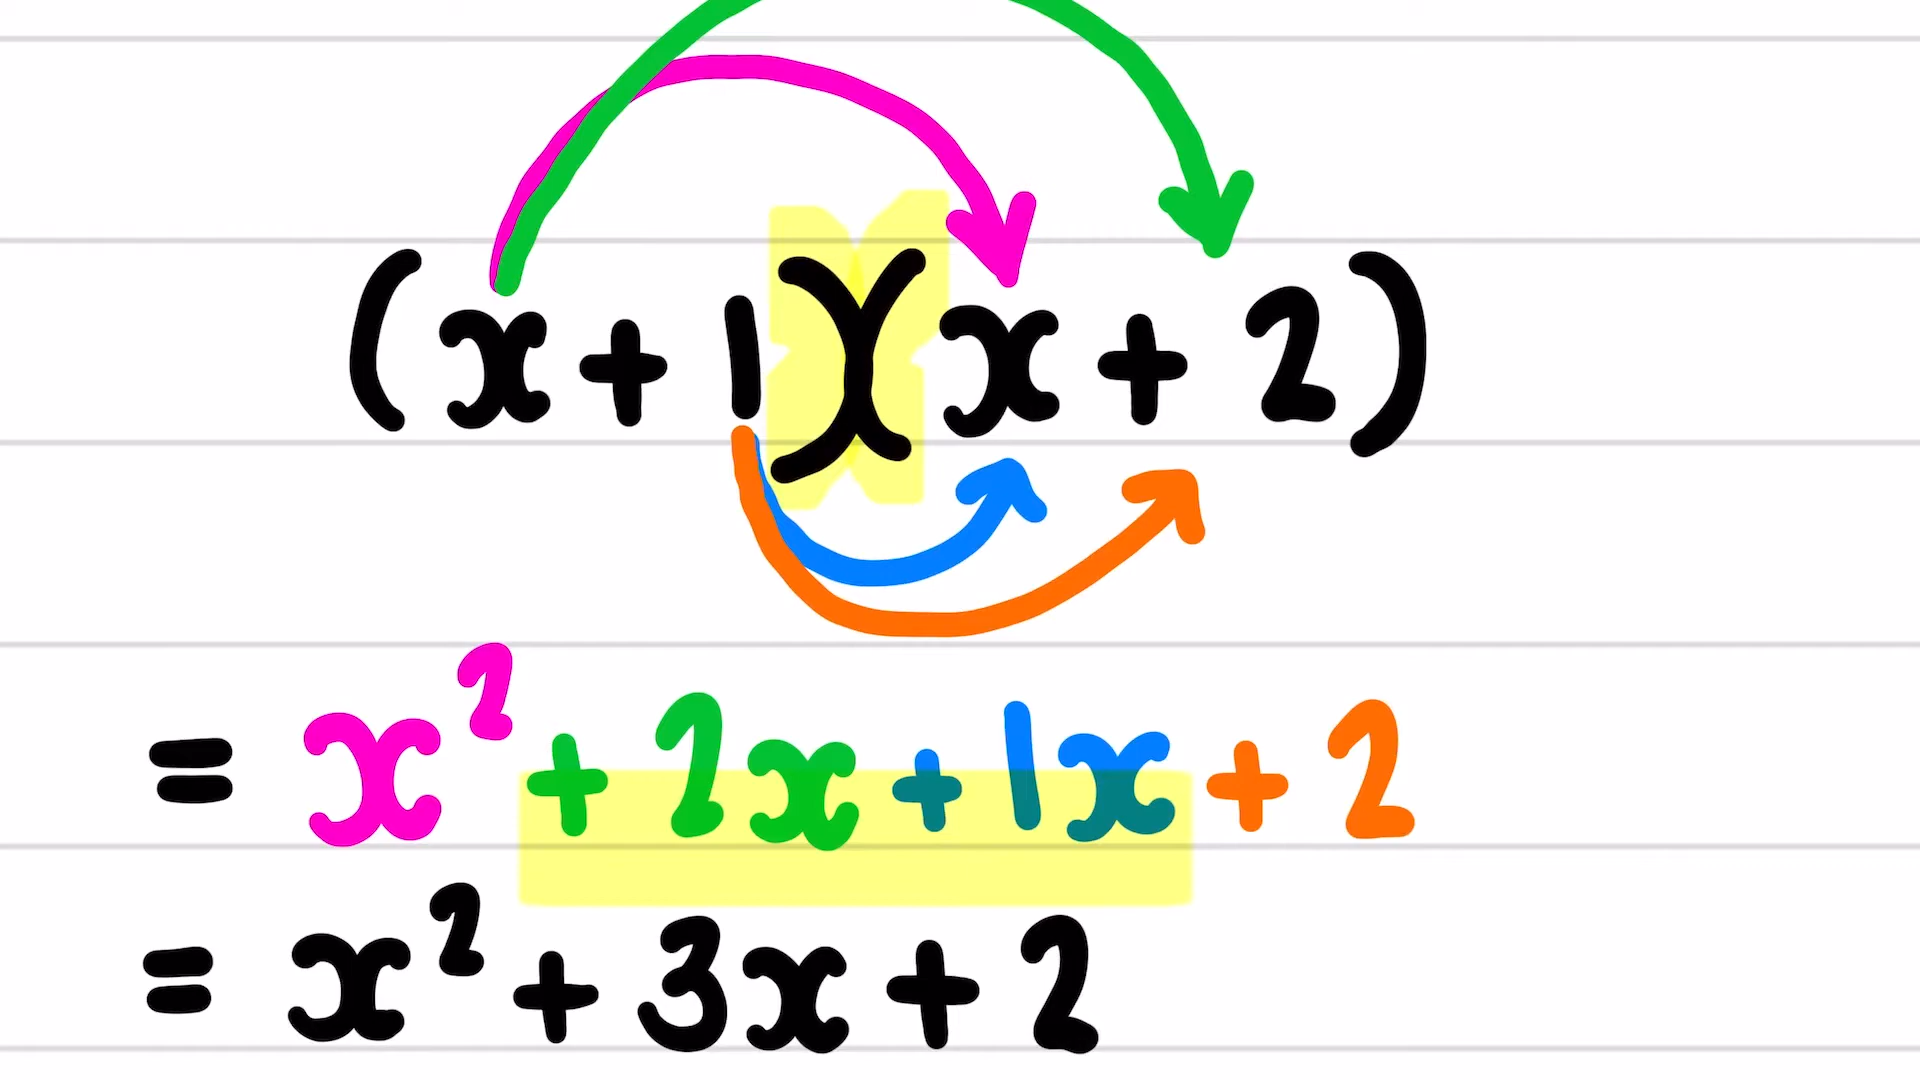 (x+1)(x+2)
= x²+2x+1x+2
= x²+3x+2